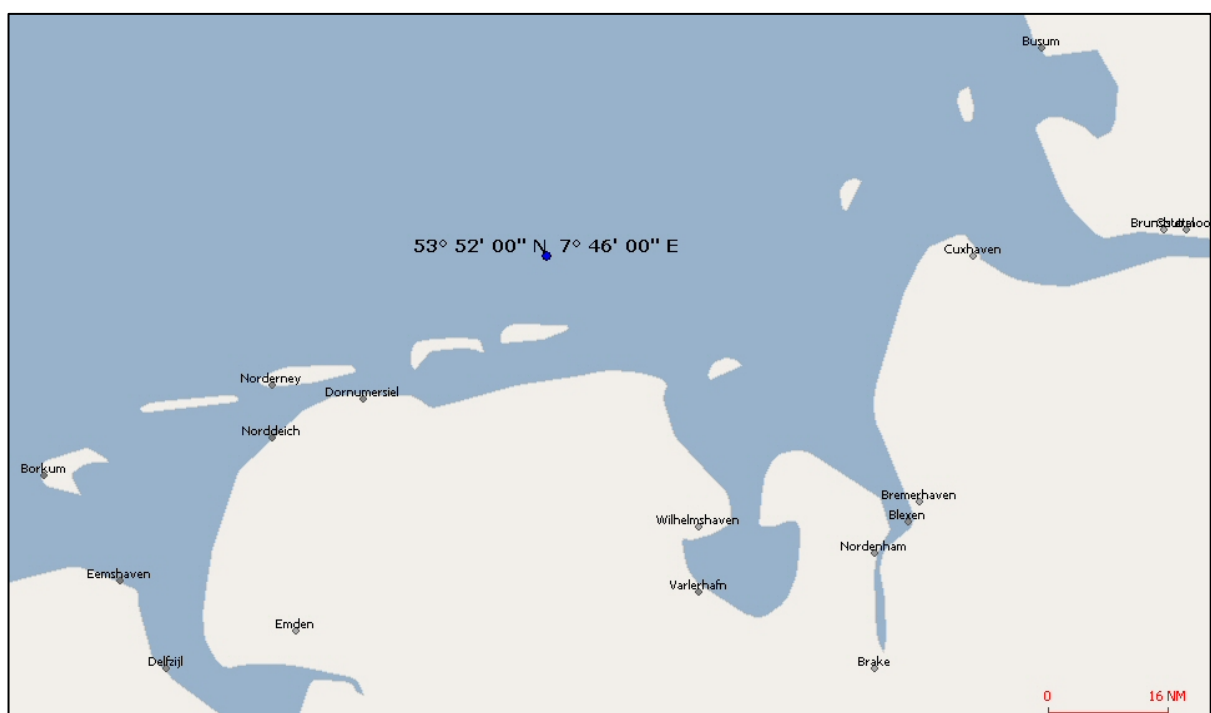 Busum
Cuxhaven
53° 52' 00" N 7° 46' 00" E
Norderney
Dornumersiel
Norddeich
Borkum
Bremerhaven
Blexen
Wilhelmshaven
Nordenham
Eemshaven
Varlerhafn
Emden
Delfzijl
Brake
0 16 NM